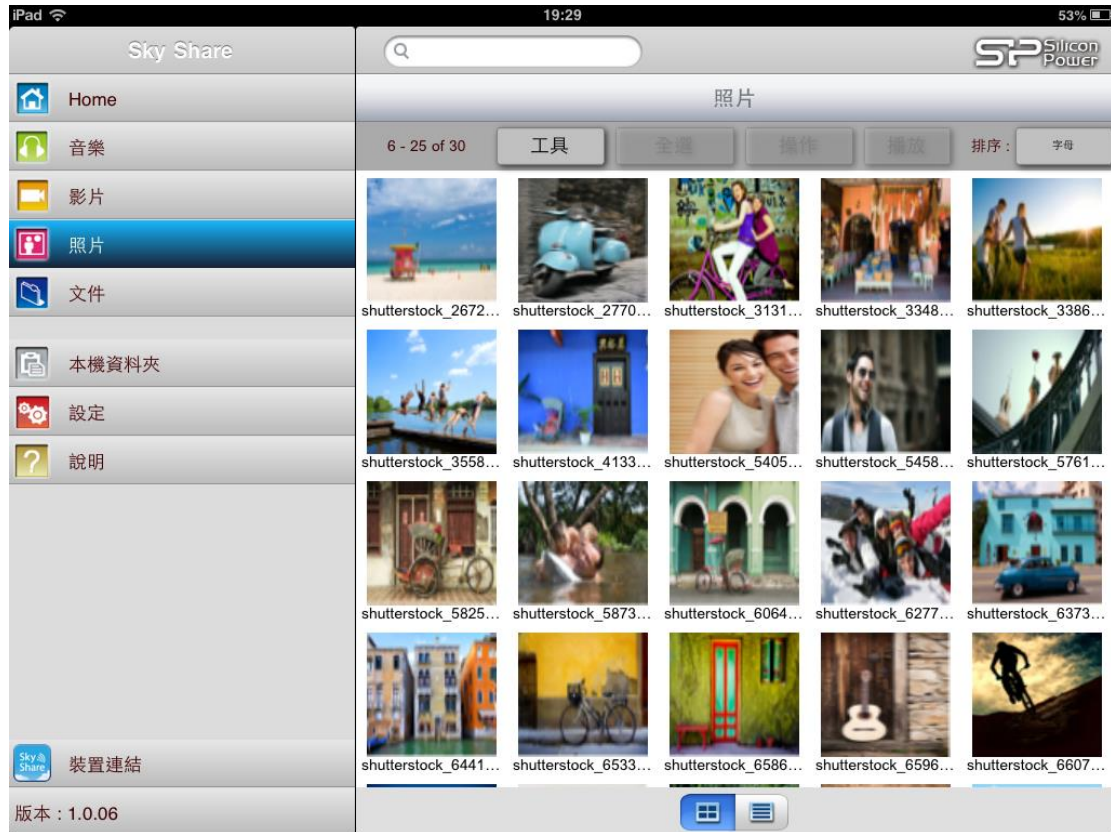 iPad 19:29 53%
Sky Share
SP Silicon Power
Home
音樂
影片
照片
文件
本機資料夾
設定
說明
Sky Share 裝置連結
版本：1.0.06
照片
6 - 25 of 30 工具 全選 操作 播放 排序： 字母
shutterstock_2672... shutterstock_2770... shutterstock_3131... shutterstock_3348... shutterstock_3386...
shutterstock_3558... shutterstock_4133... shutterstock_5405... shutterstock_5458... shutterstock_5761...
shutterstock_5825... shutterstock_5873... shutterstock_6064... shutterstock_6277... shutterstock_6373...
shutterstock_6441... shutterstock_6533... shutterstock_6586... shutterstock_6596... shutterstock_6607...